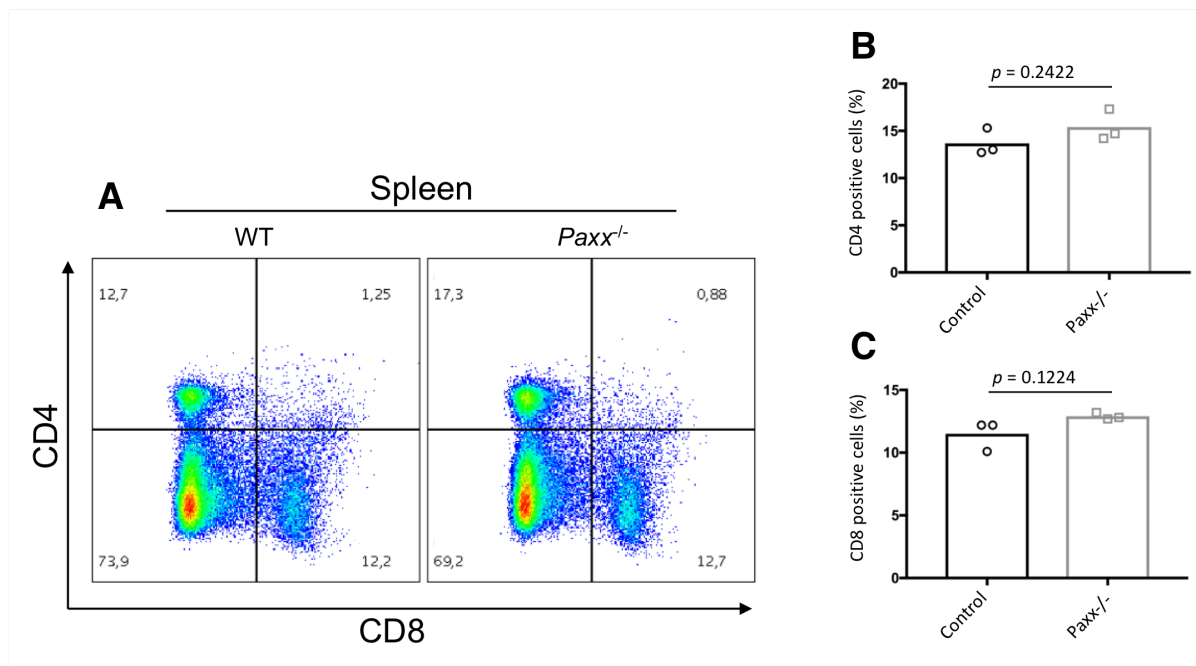 A
Spleen
WT
Paxx-/-
12,7
1,25
73,9
12,2
17,3
0,88
69,2
12,7
CD4
CD8
B
p = 0.2422
CD4 positive cells (%)
20
15
10
5
0
Control
Paxx-/-
C
p = 0.1224
CD8 positive cells (%)
15
10
5
0
Control
Paxx-/-